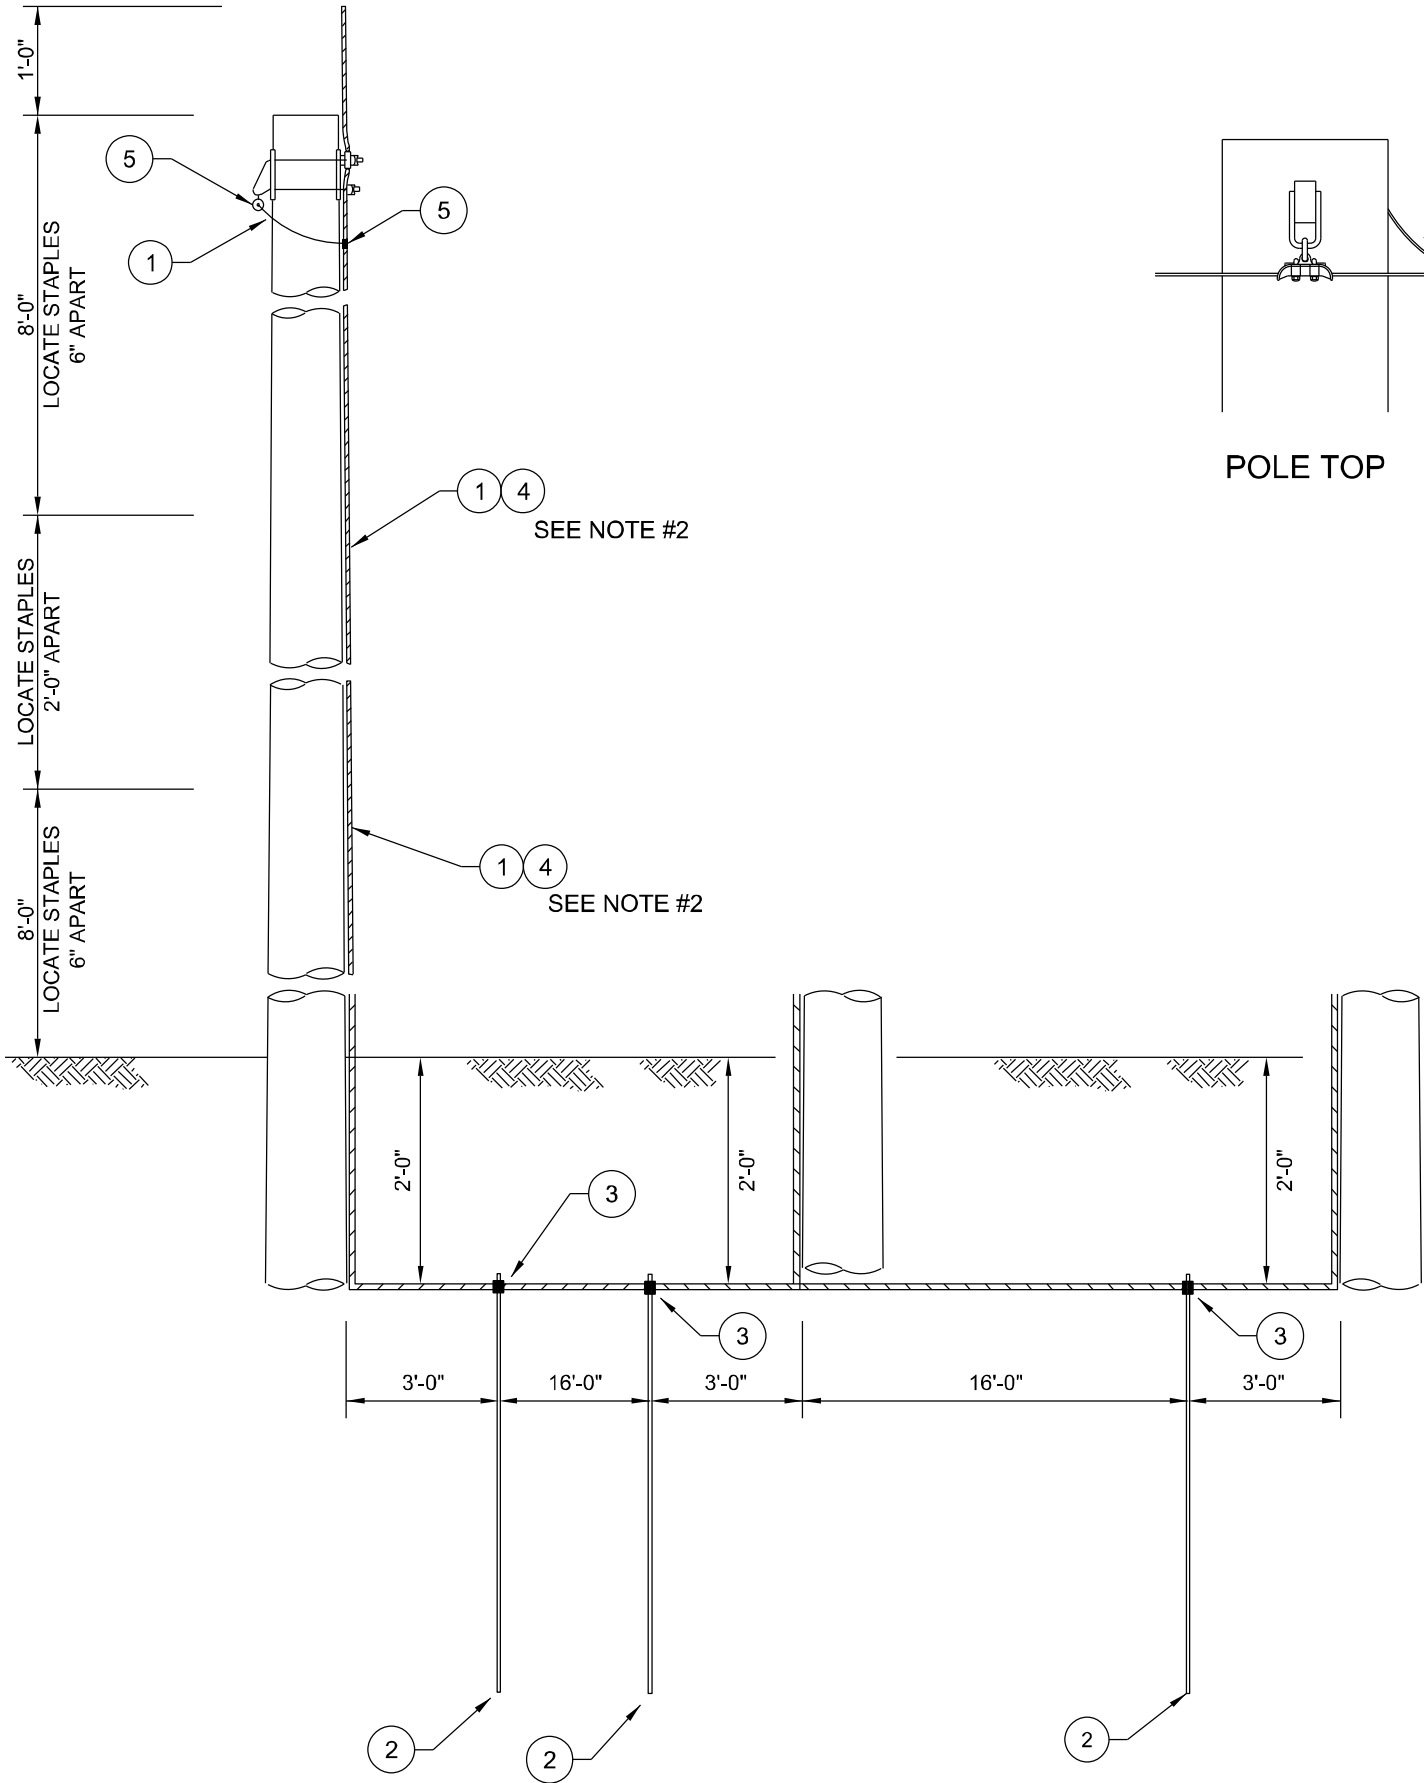 1'-0"
5
5
1
8'-0"
LOCATE STAPLES
6" APART
POLE TOP
1 4
SEE NOTE #2
LOCATE STAPLES
2'-0" APART
8'-0"
LOCATE STAPLES
6" APART
1 4
SEE NOTE #2
2'-0"
2'-0"
2'-0"
3
3
3
3'-0"
16'-0"
3'-0"
16'-0"
3'-0"
2
2
2